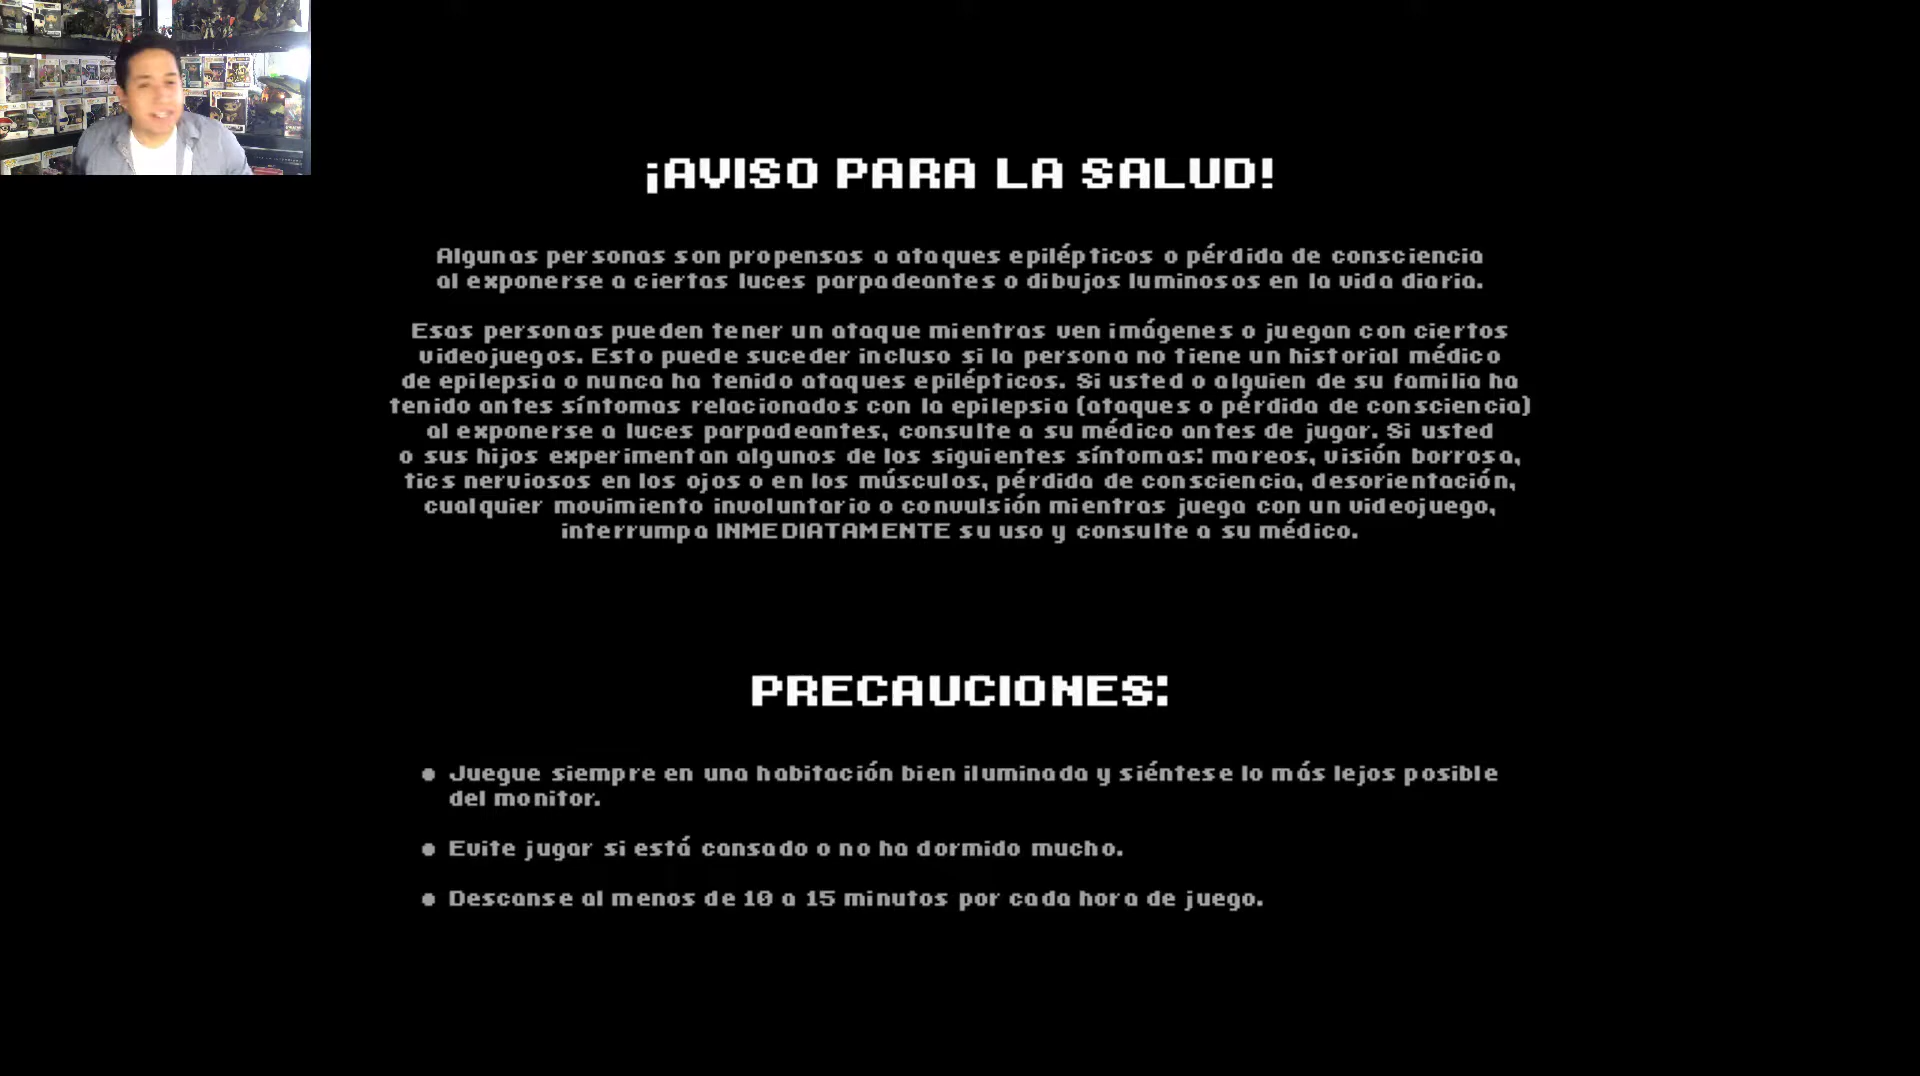 ¡AVISO PARA LA SALUD!
Algunas personas son propensas a ataques epilépticos o pérdida de consciencia
al exponerse a ciertas luces parpadeantes o dibujos luminosos en la vida diaria.
Esas personas pueden tener un ataque mientras ven imágenes o juegan con ciertos
videojuegos. Esto puede suceder incluso si la persona no tiene un historial médico
de epilepsia o nunca ha tenido ataques epilépticos. Si usted o alguien de su familia ha
tenido antes síntomas relacionados con la epilepsia (ataques o pérdida de consciencia)
al exponerse a luces parpadeantes, consulte a su médico antes de jugar. Si usted
o sus hijos experimentan algunos de los siguientes síntomas: mareos, visión borrosa,
tics nerviosos en los ojos o en los músculos, pérdida de consciencia, desorientación,
cualquier movimiento involuntario o convulsión mientras juega con un videojuego,
interrumpa INMEDIATAMENTE su uso y consulte a su médico.
PRECAUCIONES:
● Juegue siempre en una habitación bien iluminada y siéntese lo más lejos posible
del monitor.
● Evite jugar si está cansado o no ha dormido mucho.
● Descanse al menos de 10 a 15 minutos por cada hora de juego.